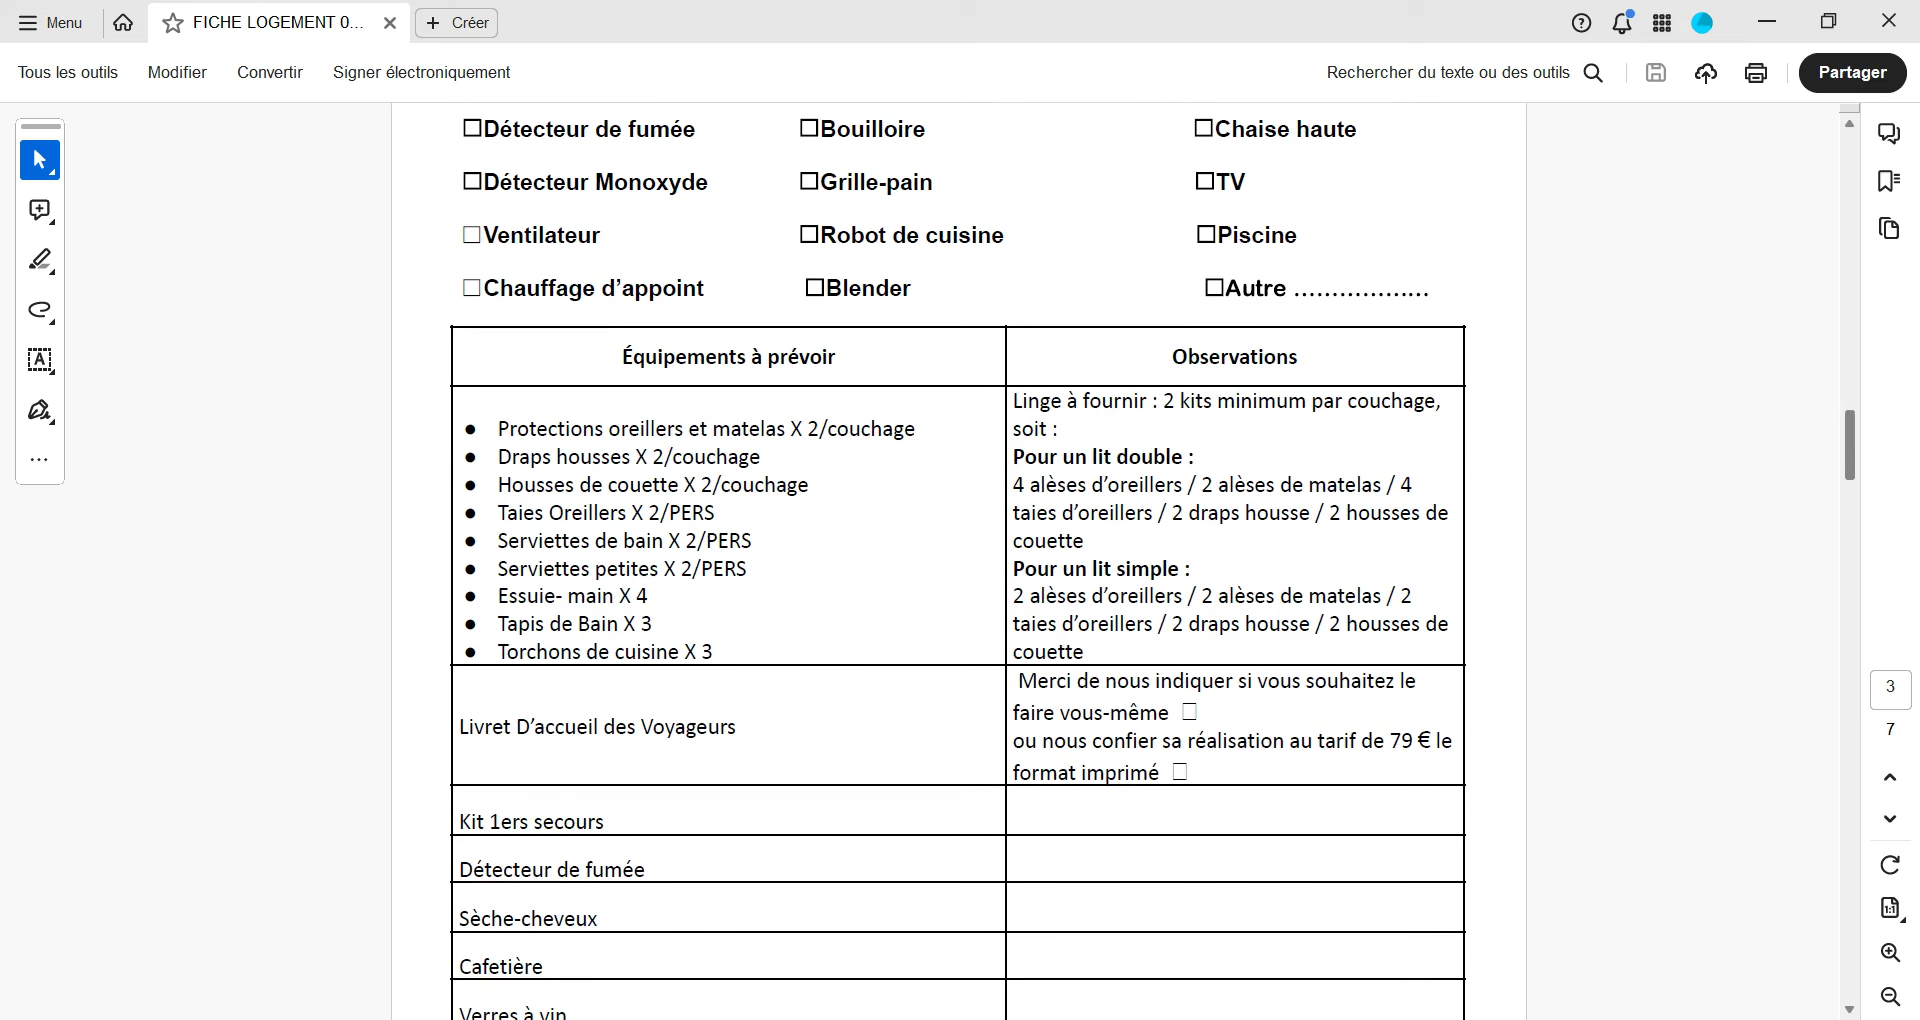 Menu
FICHE LOGEMENT 0...
Créer
Tous les outils Modifier Convertir Signer électroniquement
Rechercher du texte ou des outils
Partager
☐Détecteur de fumée ☐Bouilloire ☐Chaise haute
☐Détecteur Monoxyde ☐Grille-pain ☐TV
☐Ventilateur ☐Robot de cuisine ☐Piscine
☐Chauffage d’appoint ☐Blender ☐Autre ………………
Équipements à prévoir Observations
● Protections oreillers et matelas X 2/couchage
● Draps housses X 2/couchage
● Housses de couette X 2/couchage
● Taies Oreillers X 2/PERS
● Serviettes de bain X 2/PERS
● Serviettes petites X 2/PERS
● Essuie- main X 4
● Tapis de Bain X 3
● Torchons de cuisine X 3
Linge à fournir : 2 kits minimum par couchage,
soit :
Pour un lit double :
4 alèses d’oreillers / 2 alèses de matelas / 4
taies d’oreillers / 2 draps housse / 2 housses de
couette
Pour un lit simple :
2 alèses d’oreillers / 2 alèses de matelas / 2
taies d’oreillers / 2 draps housse / 2 housses de
couette
Livret D’accueil des Voyageurs
Merci de nous indiquer si vous souhaitez le
faire vous-même ☐
ou nous confier sa réalisation au tarif de 79 € le
format imprimé ☐
Kit 1ers secours
Détecteur de fumée
Sèche-cheveux
Cafetière
Verres à vin
3
7